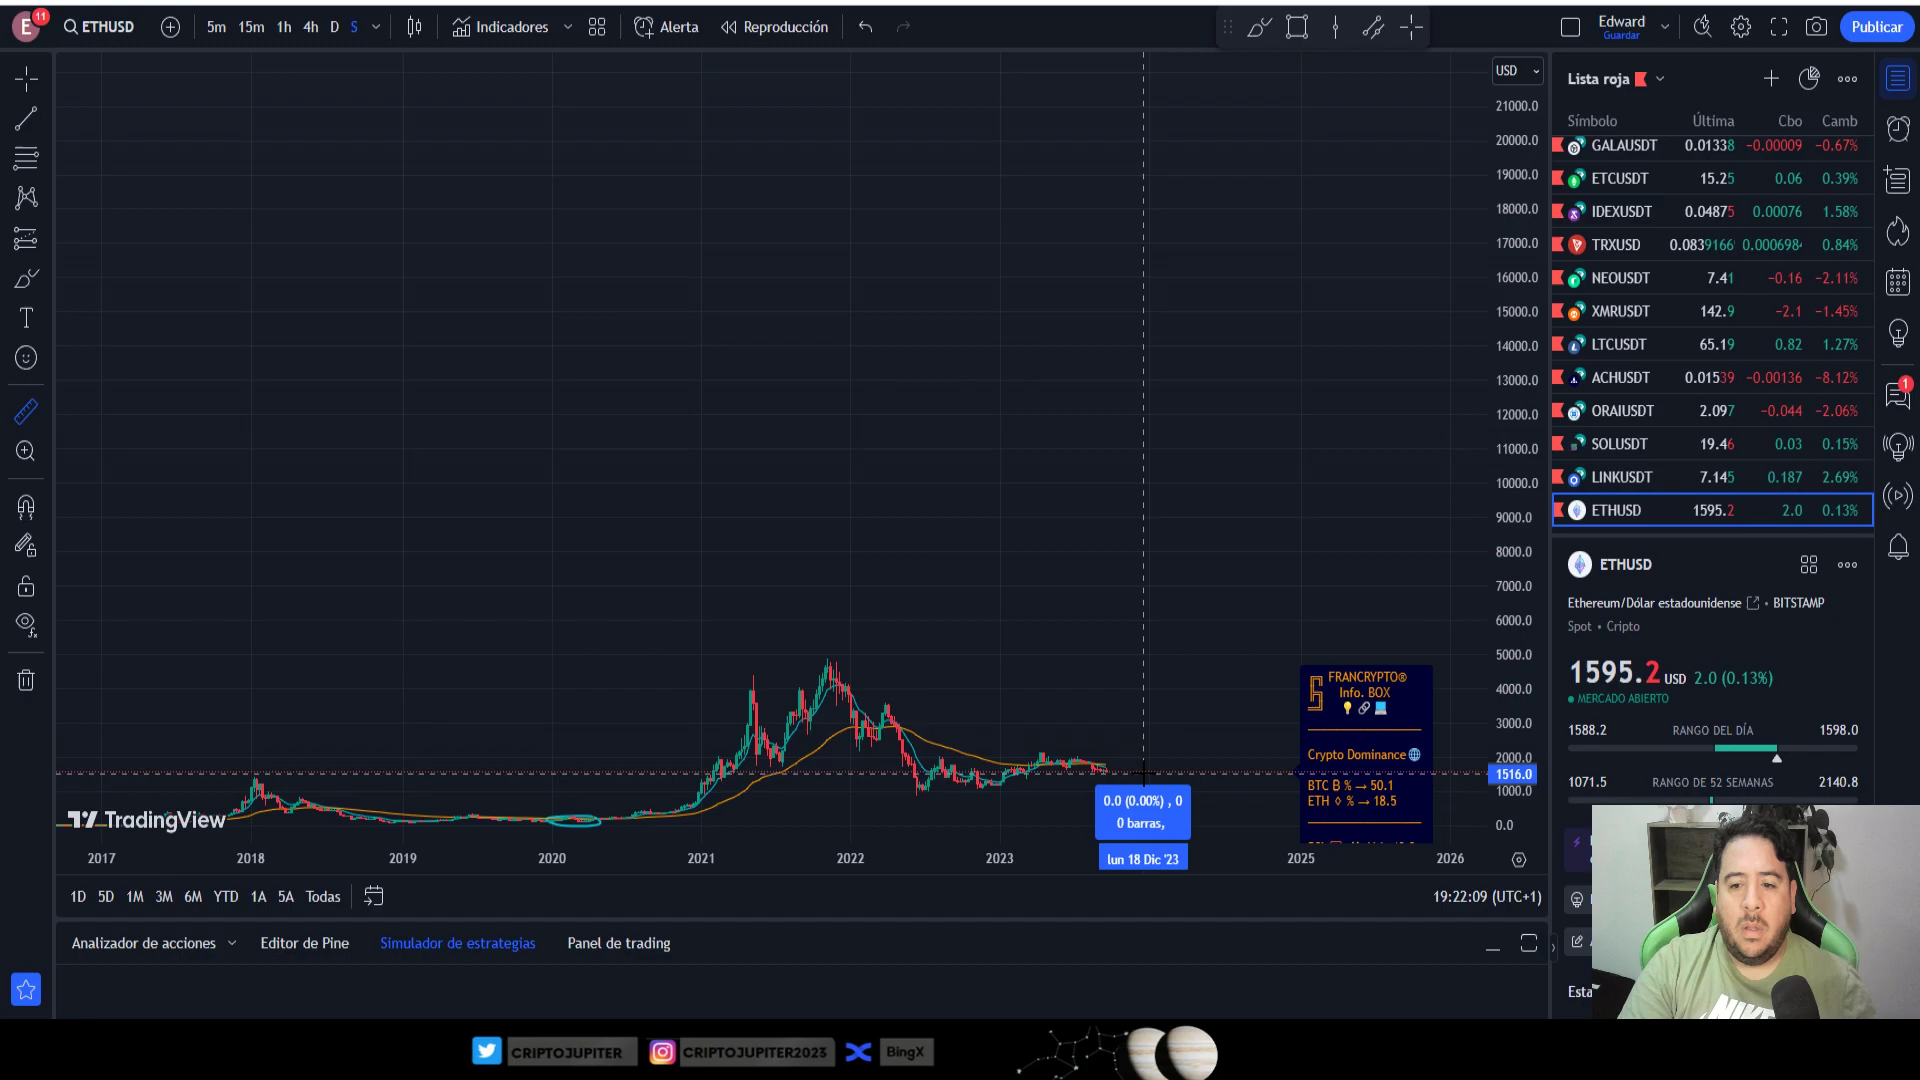 E 11 ETHUSD 5m 15m 1h 4h D S Indicadores Alerta Reproducción Edward Guardar Publicar
USD
Lista roja
Símbolo Última Cbo Camb
GALAUSDT 0.01338 −0.00009 −0.67%
ETCUSDT 15.25 0.06 0.39%
IDEXUSDT 0.04875 0.00076 1.58%
TRXUSD 0.0839166 0.0006984 0.84%
NEOUSDT 7.41 −0.16 −2.11%
XMRUSDT 142.9 −2.1 −1.45%
LTCUSDT 65.19 0.82 1.27%
ACHUSDT 0.01539 −0.00136 −8.12%
ORAIUSDT 2.097 −0.044 −2.06%
SOLUSDT 19.46 0.03 0.15%
LINKUSDT 7.145 0.187 2.69%
ETHUSD 1595.2 2.0 0.13%
1
ETHUSD
Ethereum/Dólar estadounidense • BITSTAMP
Spot • Cripto
1595.2 USD 2.0 (0.13%)
MERCADO ABIERTO
1588.2 RANGO DEL DÍA 1598.0
1071.5 RANGO DE 52 SEMANAS 2140.8
21000.0
20000.0
19000.0
18000.0
17000.0
16000.0
15000.0
14000.0
13000.0
12000.0
11000.0
10000.0
9000.0
8000.0
7000.0
6000.0
5000.0
4000.0
3000.0
2000.0
1516.0
1000.0
0.0
FRANCRYPTO®
Info. BOX
Crypto Dominance
BTC ₿ % → 50.1
ETH ◊ % → 18.5
0.0 (0.00%) , 0
0 barras,
TradingView
2017 2018 2019 2020 2021 2022 2023 lun 18 Dic '23 2025 2026
1D 5D 1M 3M 6M YTD 1A 5A Todas 19:22:09 (UTC+1)
Analizador de acciones Editor de Pine Simulador de estrategias Panel de trading
Esta
CRIPTOJUPITER CRIPTOJUPITER2023 BingX